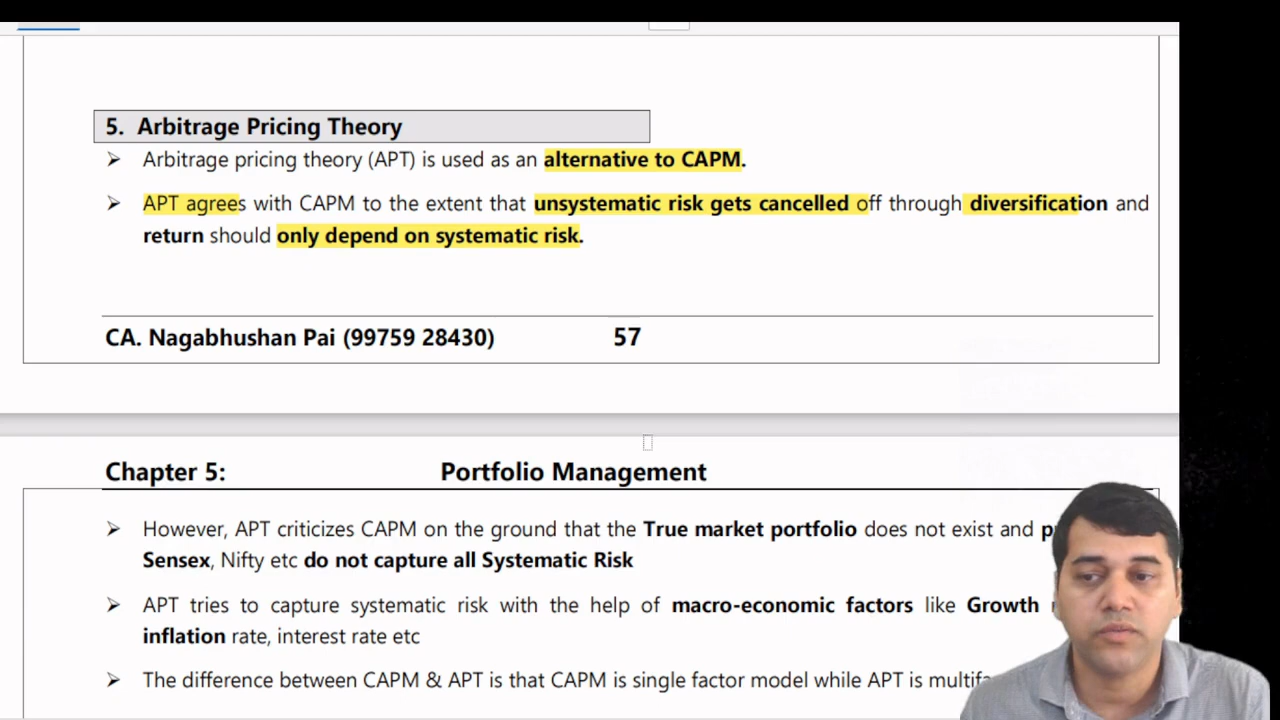 5. Arbitrage Pricing Theory
➢ Arbitrage pricing theory (APT) is used as an alternative to CAPM.
➢ APT agrees with CAPM to the extent that unsystematic risk gets cancelled off through diversification and
return should only depend on systematic risk.
CA. Nagabhushan Pai (99759 28430) 57
Chapter 5: Portfolio Management
➢ However, APT criticizes CAPM on the ground that the True market portfolio does not exist and
Sensex, Nifty etc do not capture all Systematic Risk
➢ APT tries to capture systematic risk with the help of macro-economic factors like Growth
inflation rate, interest rate etc
➢ The difference between CAPM & APT is that CAPM is single factor model while APT is